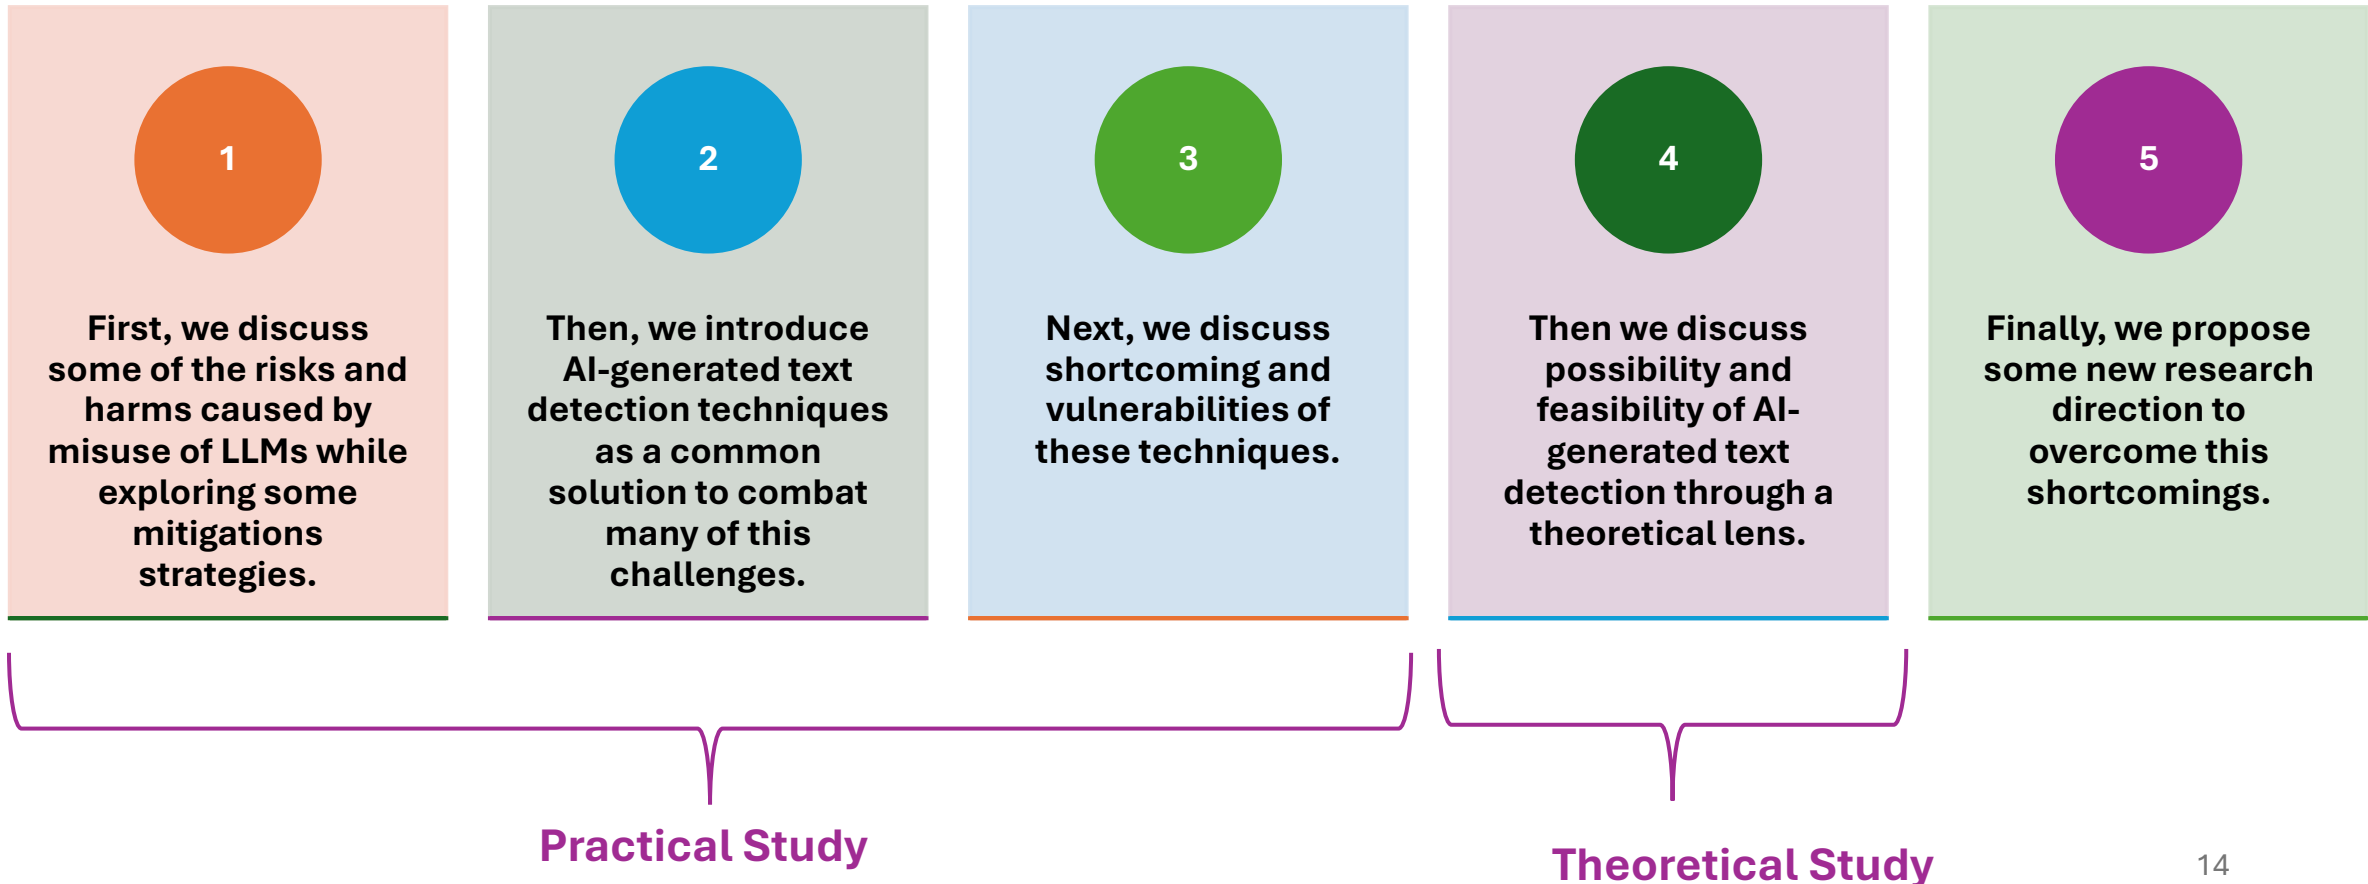 1
First, we discuss
some of the risks and
harms caused by
misuse of LLMs while
exploring some
mitigations
strategies.
2
Then, we introduce
AI-generated text
detection techniques
as a common
solution to combat
many of this
challenges.
3
Next, we discuss
shortcoming and
vulnerabilities of
these techniques.
4
Then we discuss
possibility and
feasibility of AI-
generated text
detection through a
theoretical lens.
5
Finally, we propose
some new research
direction to
overcome this
shortcomings.
Practical Study
Theoretical Study
14